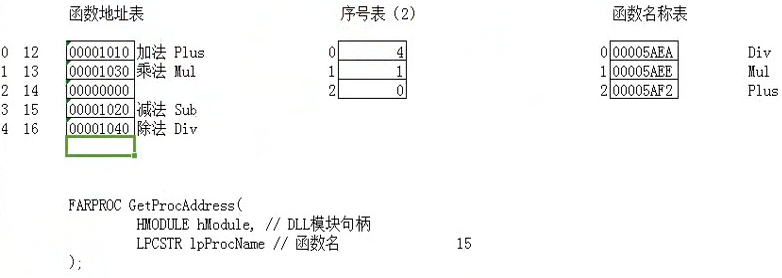 函数地址表 序号表（2） 函数名称表
0 12 00001010 加法 Plus 0 4 0 00005AEA Div
1 13 00001030 乘法 Mul 1 1 1 00005AEE Mul
2 14 00000000 2 0 2 00005AF2 Plus
3 15 00001020 减法 Sub
4 16 00001040 除法 Div
FARPROC GetProcAddress(
HMODULE hModule, // DLL模块句柄
LPCSTR lpProcName // 函数名 15
);